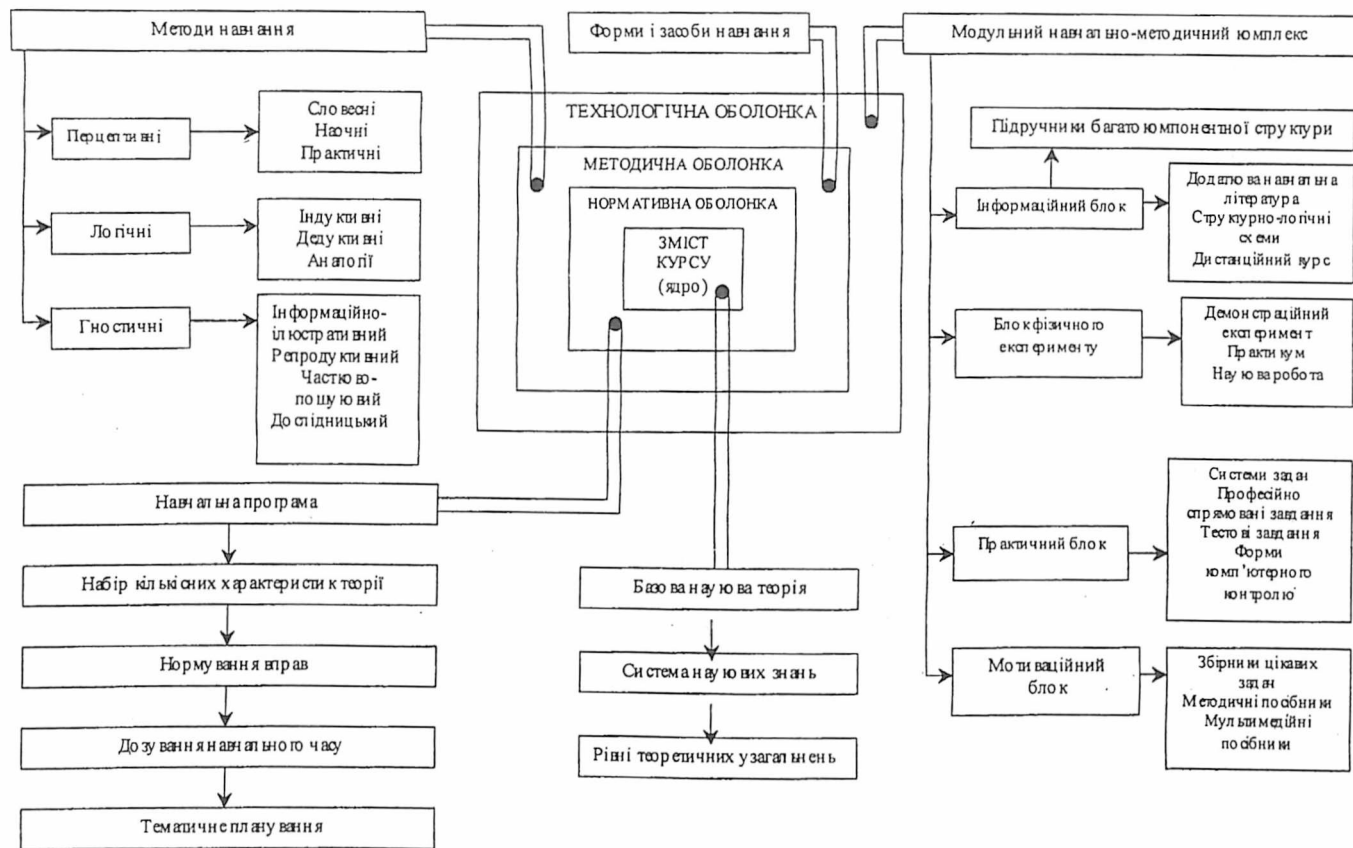 Методи навчання
Форми і засоби навчання
Модульний навчально-методичний комплекс
ТЕХНОЛОГІЧНА ОБОЛОНКА
МЕТОДИЧНА ОБОЛОНКА
НОРМАТИВНА ОБОЛОНКА
ЗМІСТ
КУРСУ
(ядро)
Перцептивні
Словесні
Наочні
Практичні
Логічні
Індуктивні
Дедуктивні
Аналогії
Гностичні
Інформаційно-
ілюстративний
Репродуктивний
Частково-
пошуковий
Дослідницький
Навчальна програма
Набір кількісних характеристик теорії
Нормування вправ
Дозування навчального часу
Тематичне планування
Базова наукова теорія
Система наукових знань
Рівні теоретичних узагальнень
Підручники багатокомпонентної структури
Інформаційний блок
Додаткова навчальна
література
Структурно-логічні
схеми
Дистанційний курс
Блок фізичного
експерименту
Демонстраційний
експеримент
Практикум
Наукова робота
Практичний блок
Системи задач
Професійно
спрямовані завдання
Тестові завдання
Форми
комп'ютерного
контролю
Мотиваційний
блок
Збірники цікавих
задач
Методичні посібники
Мультимедійні
посібники